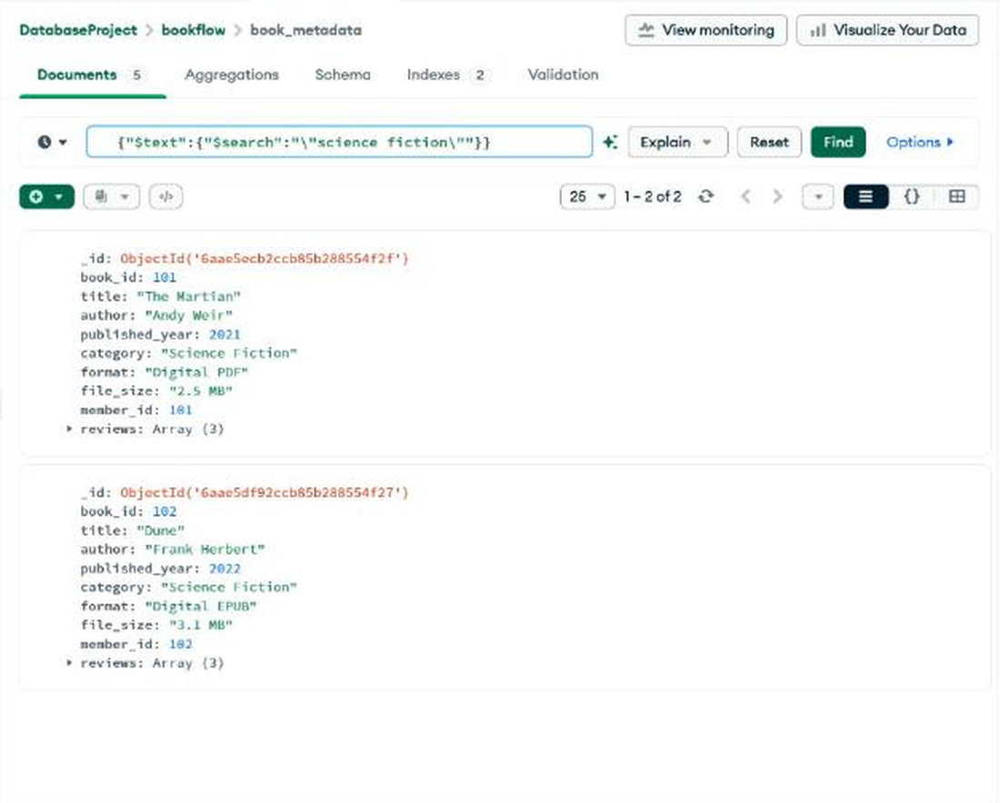 DatabaseProject > bookflow > book_metadata
View monitoring
Visualize Your Data
Documents 5 Aggregations Schema Indexes 2 Validation
{"$text":{"$search":"\"science fiction\""}}
Explain Reset Find Options
25 1 – 2 of 2 {}
</>
_id: ObjectId('6aae5ecb2ccb85b288554f2f')
book_id: 101
title: "The Martian"
author: "Andy Weir"
published_year: 2021
category: "Science Fiction"
format: "Digital PDF"
file_size: "2.5 MB"
member_id: 101
reviews: Array (3)
_id: ObjectId('6aae5df92ccb85b288554f27')
book_id: 102
title: "Dune"
author: "Frank Herbert"
published_year: 2022
category: "Science Fiction"
format: "Digital EPUB"
file_size: "3.1 MB"
member_id: 102
reviews: Array (3)